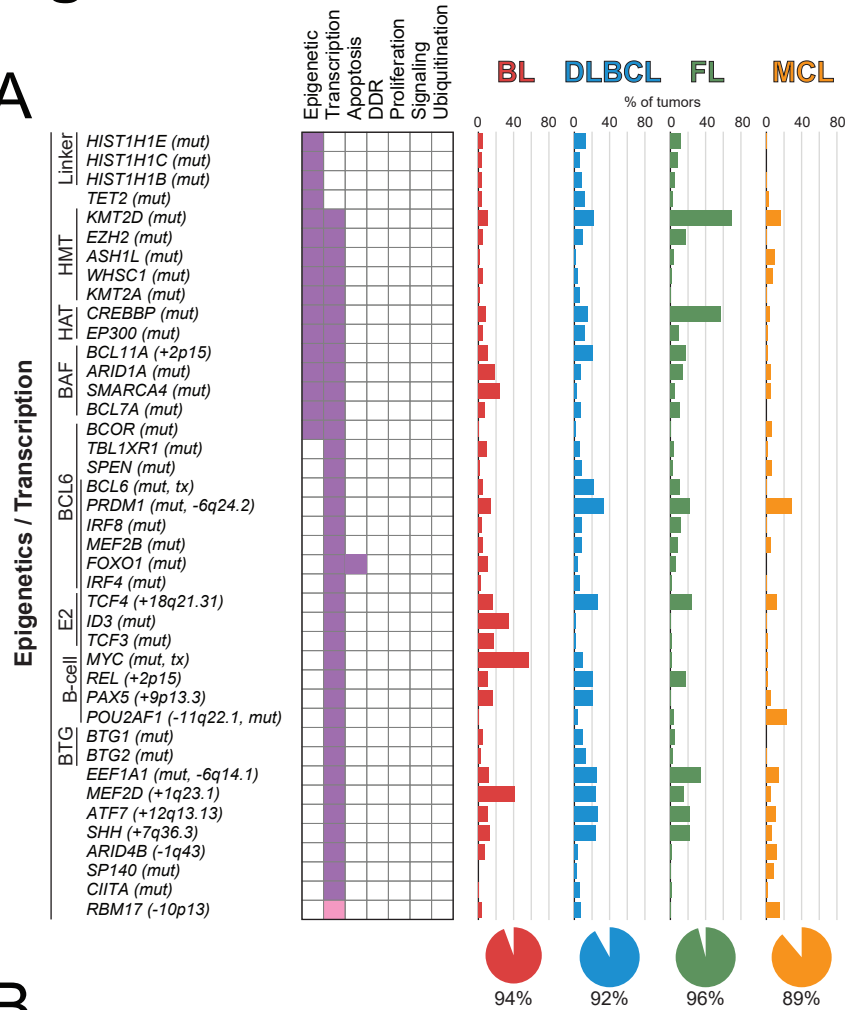 A
Epigenetic
Transcription
Apoptosis
DDR
Proliferation
Signaling
Ubiquitination
BL DLBCL FL MCL
% of tumors
0 40 80 0 40 80 0 40 80 0 40 80
Epigenetics / Transcription
Linker
HMT
HAT
BAF
BCL6
E2
B-cell
BTG
HIST1H1E (mut)
HIST1H1C (mut)
HIST1H1B (mut)
TET2 (mut)
KMT2D (mut)
EZH2 (mut)
ASH1L (mut)
WHSC1 (mut)
KMT2A (mut)
CREBBP (mut)
EP300 (mut)
BCL11A (+2p15)
ARID1A (mut)
SMARCA4 (mut)
BCL7A (mut)
BCOR (mut)
TBL1XR1 (mut)
SPEN (mut)
BCL6 (mut, tx)
PRDM1 (mut, -6q24.2)
IRF8 (mut)
MEF2B (mut)
FOXO1 (mut)
IRF4 (mut)
TCF4 (+18q21.31)
ID3 (mut)
TCF3 (mut)
MYC (mut, tx)
REL (+2p15)
PAX5 (+9p13.3)
POU2AF1 (-11q22.1, mut)
BTG1 (mut)
BTG2 (mut)
EEF1A1 (mut, -6q14.1)
MEF2D (+1q23.1)
ATF7 (+12q13.13)
SHH (+7q36.3)
ARID4B (-1q43)
SP140 (mut)
CIITA (mut)
RBM17 (-10p13)
94% 92% 96% 89%